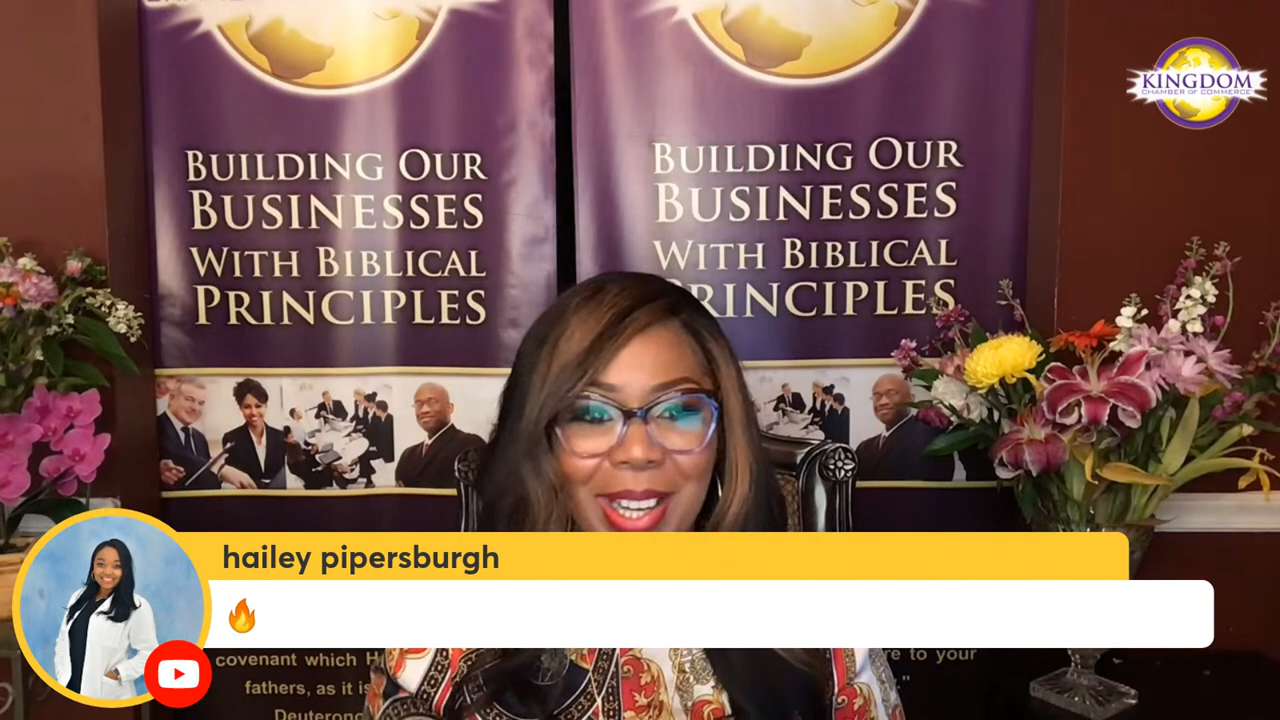 KINGDOM
CHAMBER OF COMMERCE
BUILDING OUR
BUSINESSES
WITH BIBLICAL
PRINCIPLES
BUILDING OUR
BUSINESSES
WITH BIBLICAL
PRINCIPLES
hailey pipersburgh
🔥
covenant which H
fathers, as it is
Deuteron
re to your
"